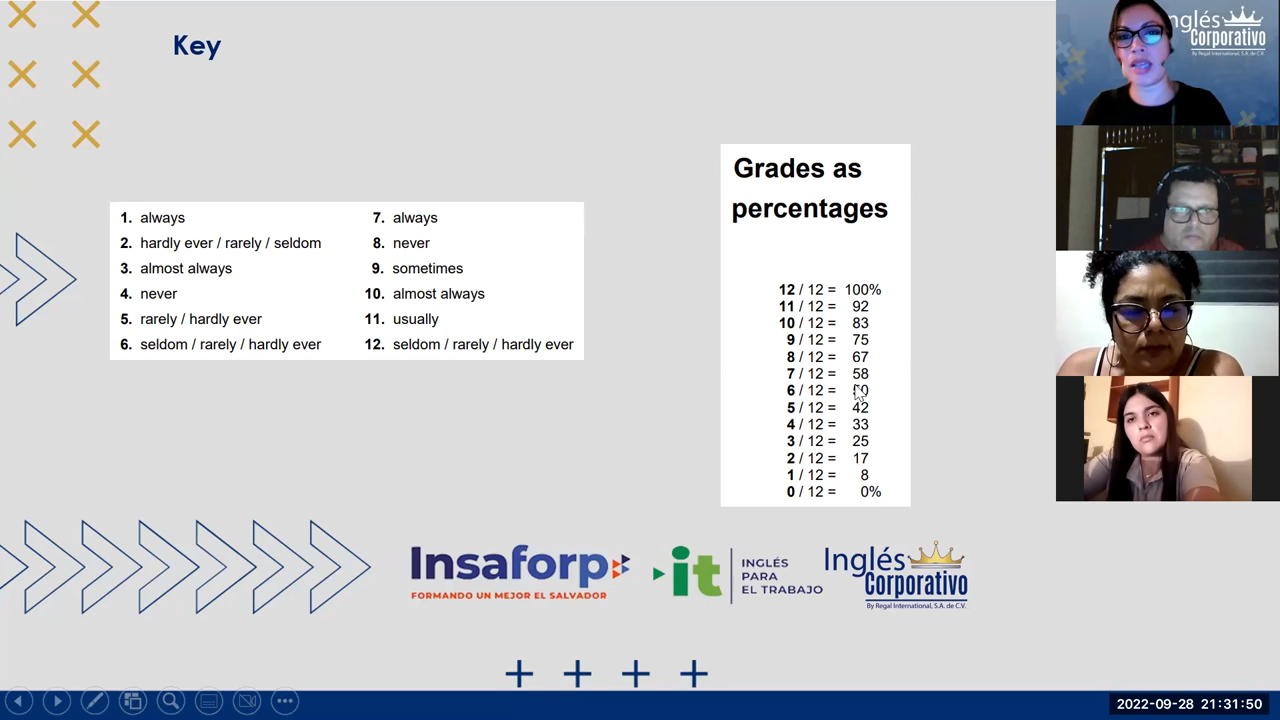 Key
1. always
2. hardly ever / rarely / seldom
3. almost always
4. never
5. rarely / hardly ever
6. seldom / rarely / hardly ever
7. always
8. never
9. sometimes
10. almost always
11. usually
12. seldom / rarely / hardly ever
Grades as
percentages
12 / 12 = 100%
11 / 12 = 92
10 / 12 = 83
9 / 12 = 75
8 / 12 = 67
7 / 12 = 58
6 / 12 =
5 / 12 = 42
4 / 12 = 33
3 / 12 = 25
2 / 12 = 17
1 / 12 = 8
0 / 12 = 0%
Insaforp
FORMANDO UN MEJOR EL SALVADOR
it
INGLÉS
PARA
EL TRABAJO
Inglés
Corporativo
By Regal International, S.A. de C.V.
Corporativo
By Regal International, S.A. de C.V.
2022-09-28 21:31:50